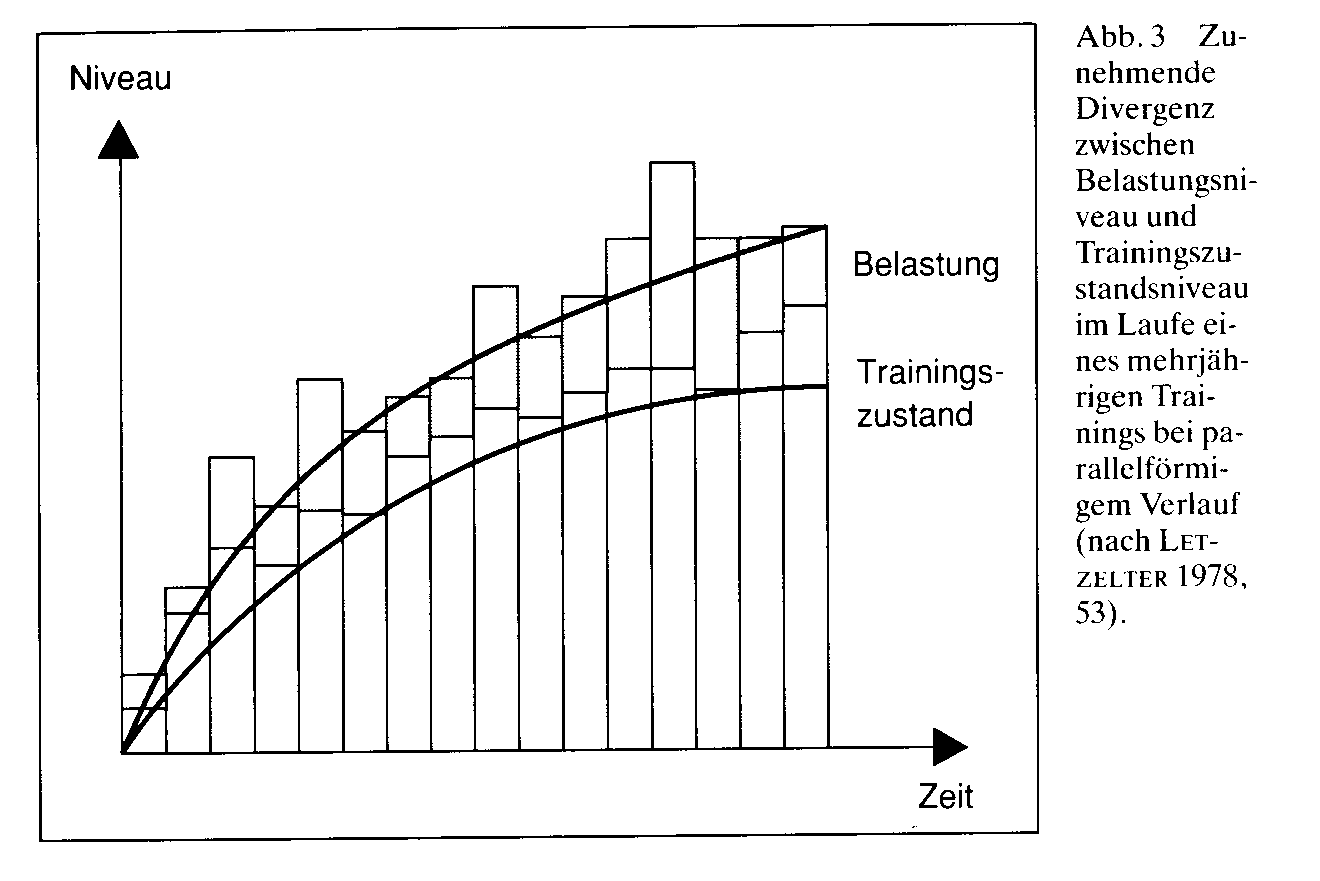 Niveau
Belastung
Trainings-
zustand
Zeit
Abb. 3 Zu-
nehmende
Divergenz
zwischen
Belastungsni-
veau und
Trainingszu-
standsniveau
im Laufe ei-
nes mehrjäh-
rigen Trai-
nings bei pa-
rallelförmi-
gem Verlauf
(nach LET-
ZELTER 1978,
53).